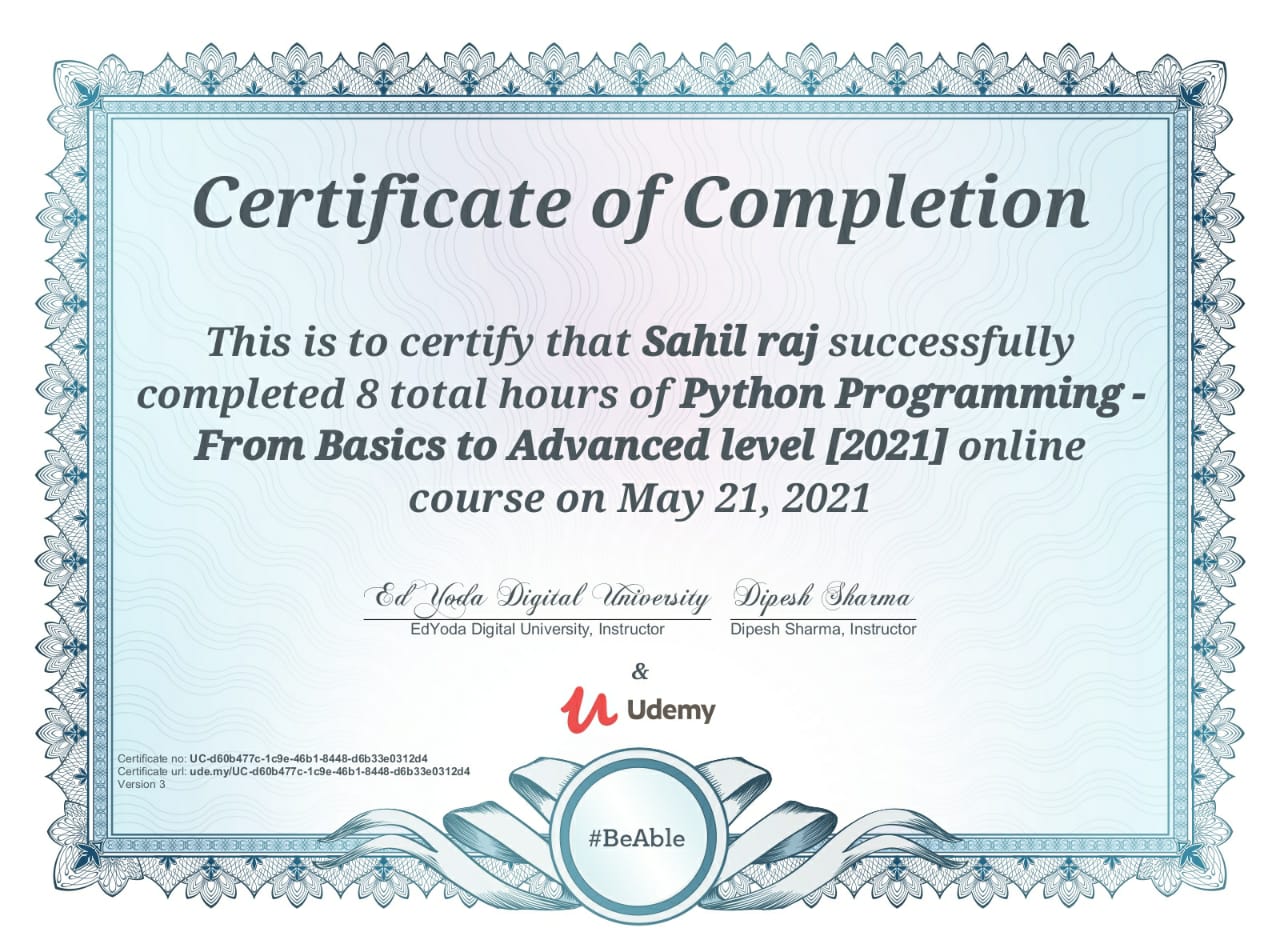 Certificate of Completion
This is to certify that Sahil raj successfully
completed 8 total hours of Python Programming -
From Basics to Advanced level [2021] online
course on May 21, 2021
Ed Yoda Digital University Dipesh Sharma
EdYoda Digital University, Instructor Dipesh Sharma, Instructor
&
Udemy
Certificate no: UC-d60b477c-1c9e-46b1-8448-d6b33e0312d4
Certificate url: ude.my/UC-d60b477c-1c9e-46b1-8448-d6b33e0312d4
Version 3
#BeAble